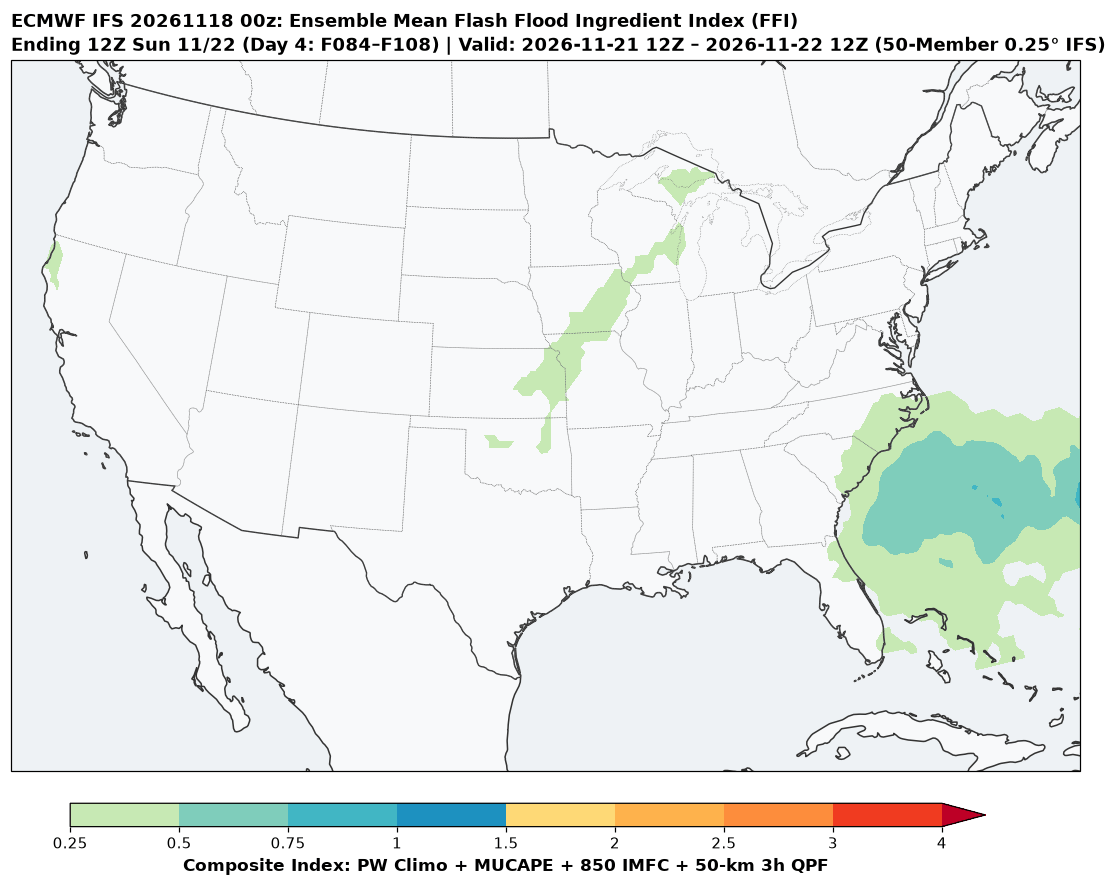 ECMWF IFS 20261118 00z: Ensemble Mean Flash Flood Ingredient Index (FFI)
Ending 12Z Sun 11/22 (Day 4: F084–F108) | Valid: 2026-11-21 12Z – 2026-11-22 12Z (50-Member 0.25° IFS)
0.25 0.5 0.75 1 1.5 2 2.5 3 4
Composite Index: PW Climo + MUCAPE + 850 IMFC + 50-km 3h QPF